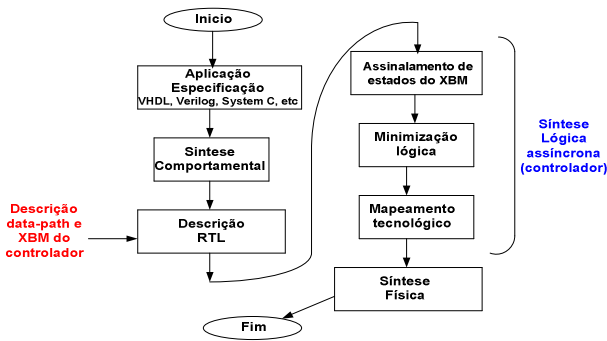 Inicio
Aplicação
Especificação
VHDL, Verilog, System C, etc
Sintese
Comportamental
Descrição
data-path e
XBM do
controlador
Descrição
RTL
Assinalamento de
estados do XBM
Minimização
lógica
Mapeamento
tecnológico
Síntese
Lógica
assíncrona
(controlador)
Síntese
Física
Fim